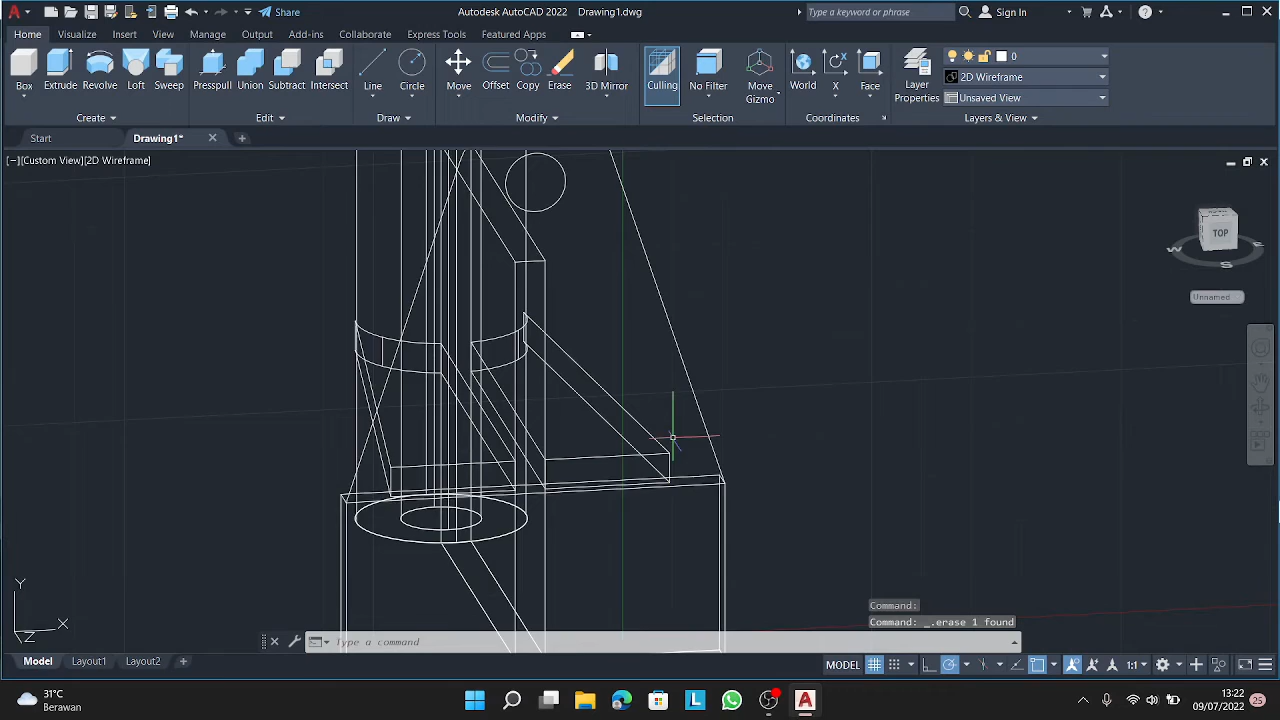 Share
Autodesk AutoCAD 2022 Drawing1.dwg
Type a keyword or phrase
Sign In
Home Visualize Insert View Manage Output Add-ins Collaborate Express Tools Featured Apps
Box Extrude Revolve Loft Sweep
Presspull Union Subtract Intersect
Line Circle
Move Offset Copy Erase 3D Mirror
Culling No Filter Move Gizmo
World X Face
Layer Properties
0
2D Wireframe
Unsaved View
Create Edit Draw Modify Selection Coordinates Layers & View
Start Drawing1*
[−][Custom View][2D Wireframe]
TOP
W S E
Unnamed
Y
X
Z
Command:
Command: _.erase 1 found
Type a command
Model Layout1 Layout2
MODEL 1:1
31°C
Berawan
13:22
09/07/2022
25